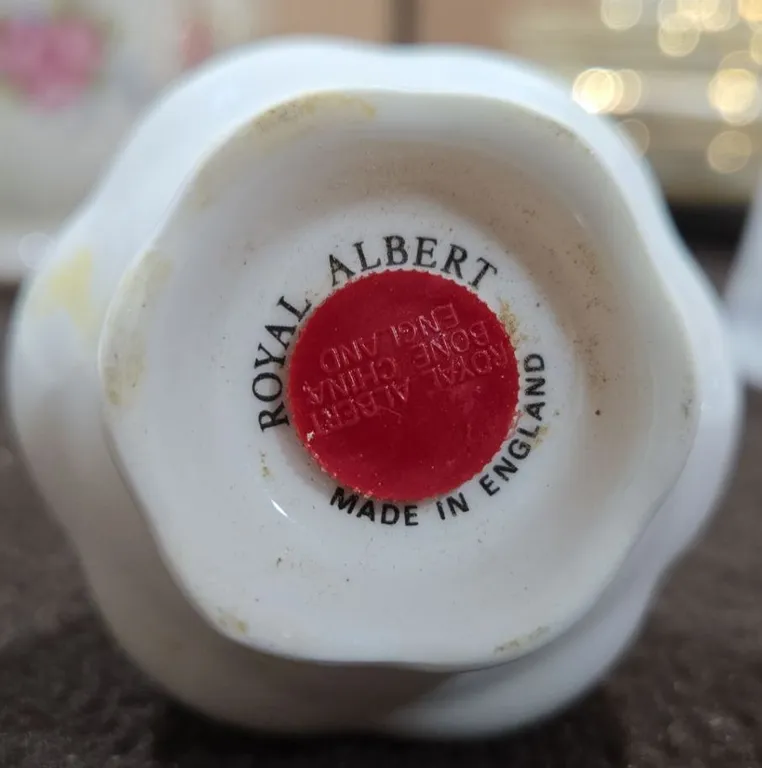 ROYAL ALBERT
MADE IN ENGLAND
ROYAL ALBERT
BONE CHINA
ENGLAND